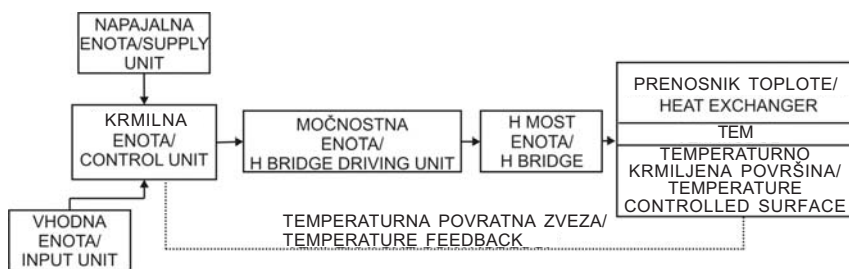 NAPAJALNA
ENOTA/SUPPLY
UNIT
KRMILNA
ENOTA/
CONTROL UNIT
MOČNOSTNA
ENOTA/
H BRIDGE DRIVING UNIT
H MOST
ENOTA/
H BRIDGE
PRENOSNIK TOPLOTE/
HEAT EXCHANGER
TEM
TEMPERATURNO
KRMILJENA POVRŠINA/
TEMPERATURE
CONTROLLED SURFACE
VHODNA
ENOTA/
INPUT UNIT
TEMPERATURNA POVRATNA ZVEZA/
TEMPERATURE FEEDBACK